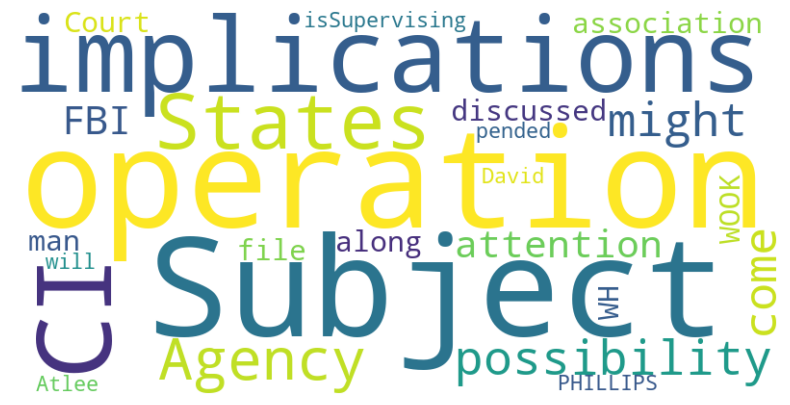 Court
isSupervising
association
implications
FBI
States
discussed
might
pended
operation
David
WOOK
man
will
file
along
attention
come
CI
Subject
WH
Agency
possibility
Atlee
PHILLIPS